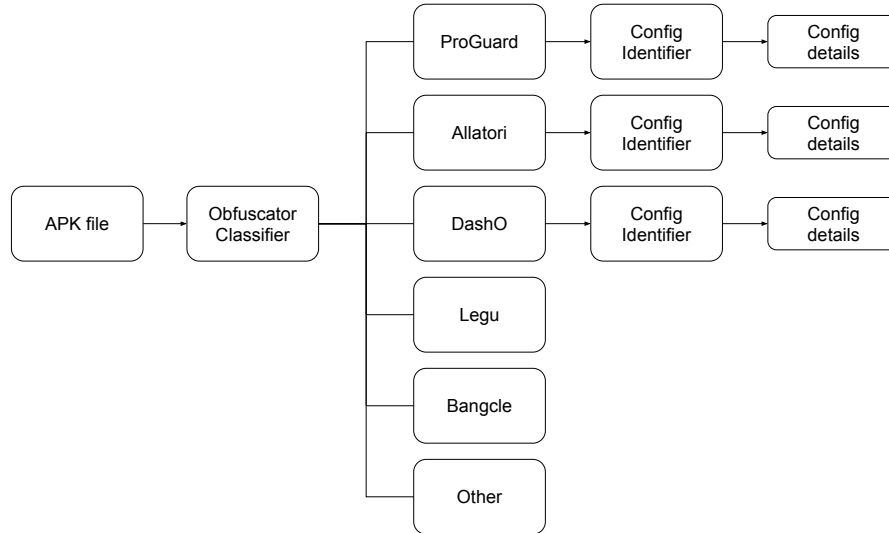 ProGuard
Config
Identifier
Config
details
Allatori
Config
Identifier
Config
details
APK file
Obfuscator
Classifier
DashO
Config
Identifier
Config
details
Legu
Bangcle
Other